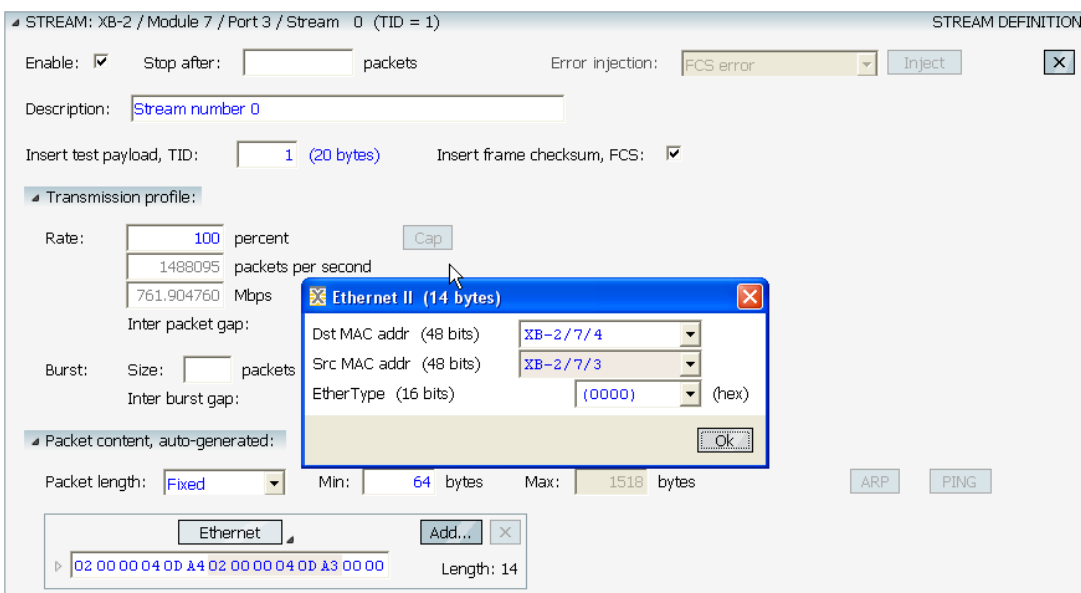 STREAM: XB-2 / Module 7 / Port 3 / Stream 0 (TID = 1) STREAM DEFINITION
Enable: Stop after: packets Error injection: FCS error Inject X
Description: Stream number 0
Insert test payload, TID: 1 (20 bytes) Insert frame checksum, FCS:
Transmission profile:
Rate: 100 percent Cap
1488095 packets per second
761.904760 Mbps
Inter packet gap:
Burst: Size: packets
Inter burst gap:
Ethernet II (14 bytes)
Dst MAC addr (48 bits) XB-2/7/4
Src MAC addr (48 bits) XB-2/7/3
EtherType (16 bits) (0000) (hex)
Ok
Packet content, auto-generated:
Packet length: Fixed Min: 64 bytes Max: 1518 bytes ARP PING
Ethernet Add... X
02 00 00 04 0D A4 02 00 00 04 0D A3 00 00 Length: 14